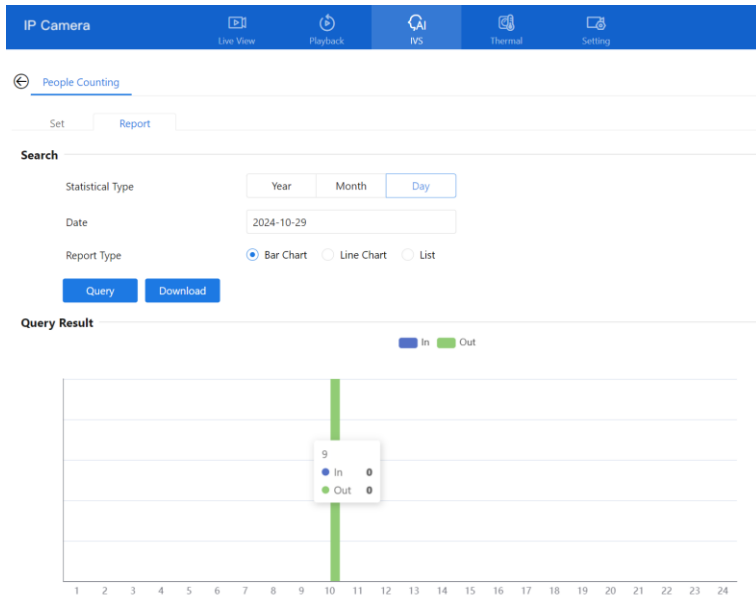 IP Camera
Live View Playback AI IVS Thermal Setting
People Counting
Set Report
Search
Statistical Type Year Month Day
Date 2024-10-29
Report Type Bar Chart Line Chart List
Query Download
Query Result
In Out
9
In 0
Out 0
1 2 3 4 5 6 7 8 9 10 11 12 13 14 15 16 17 18 19 20 21 22 23 24